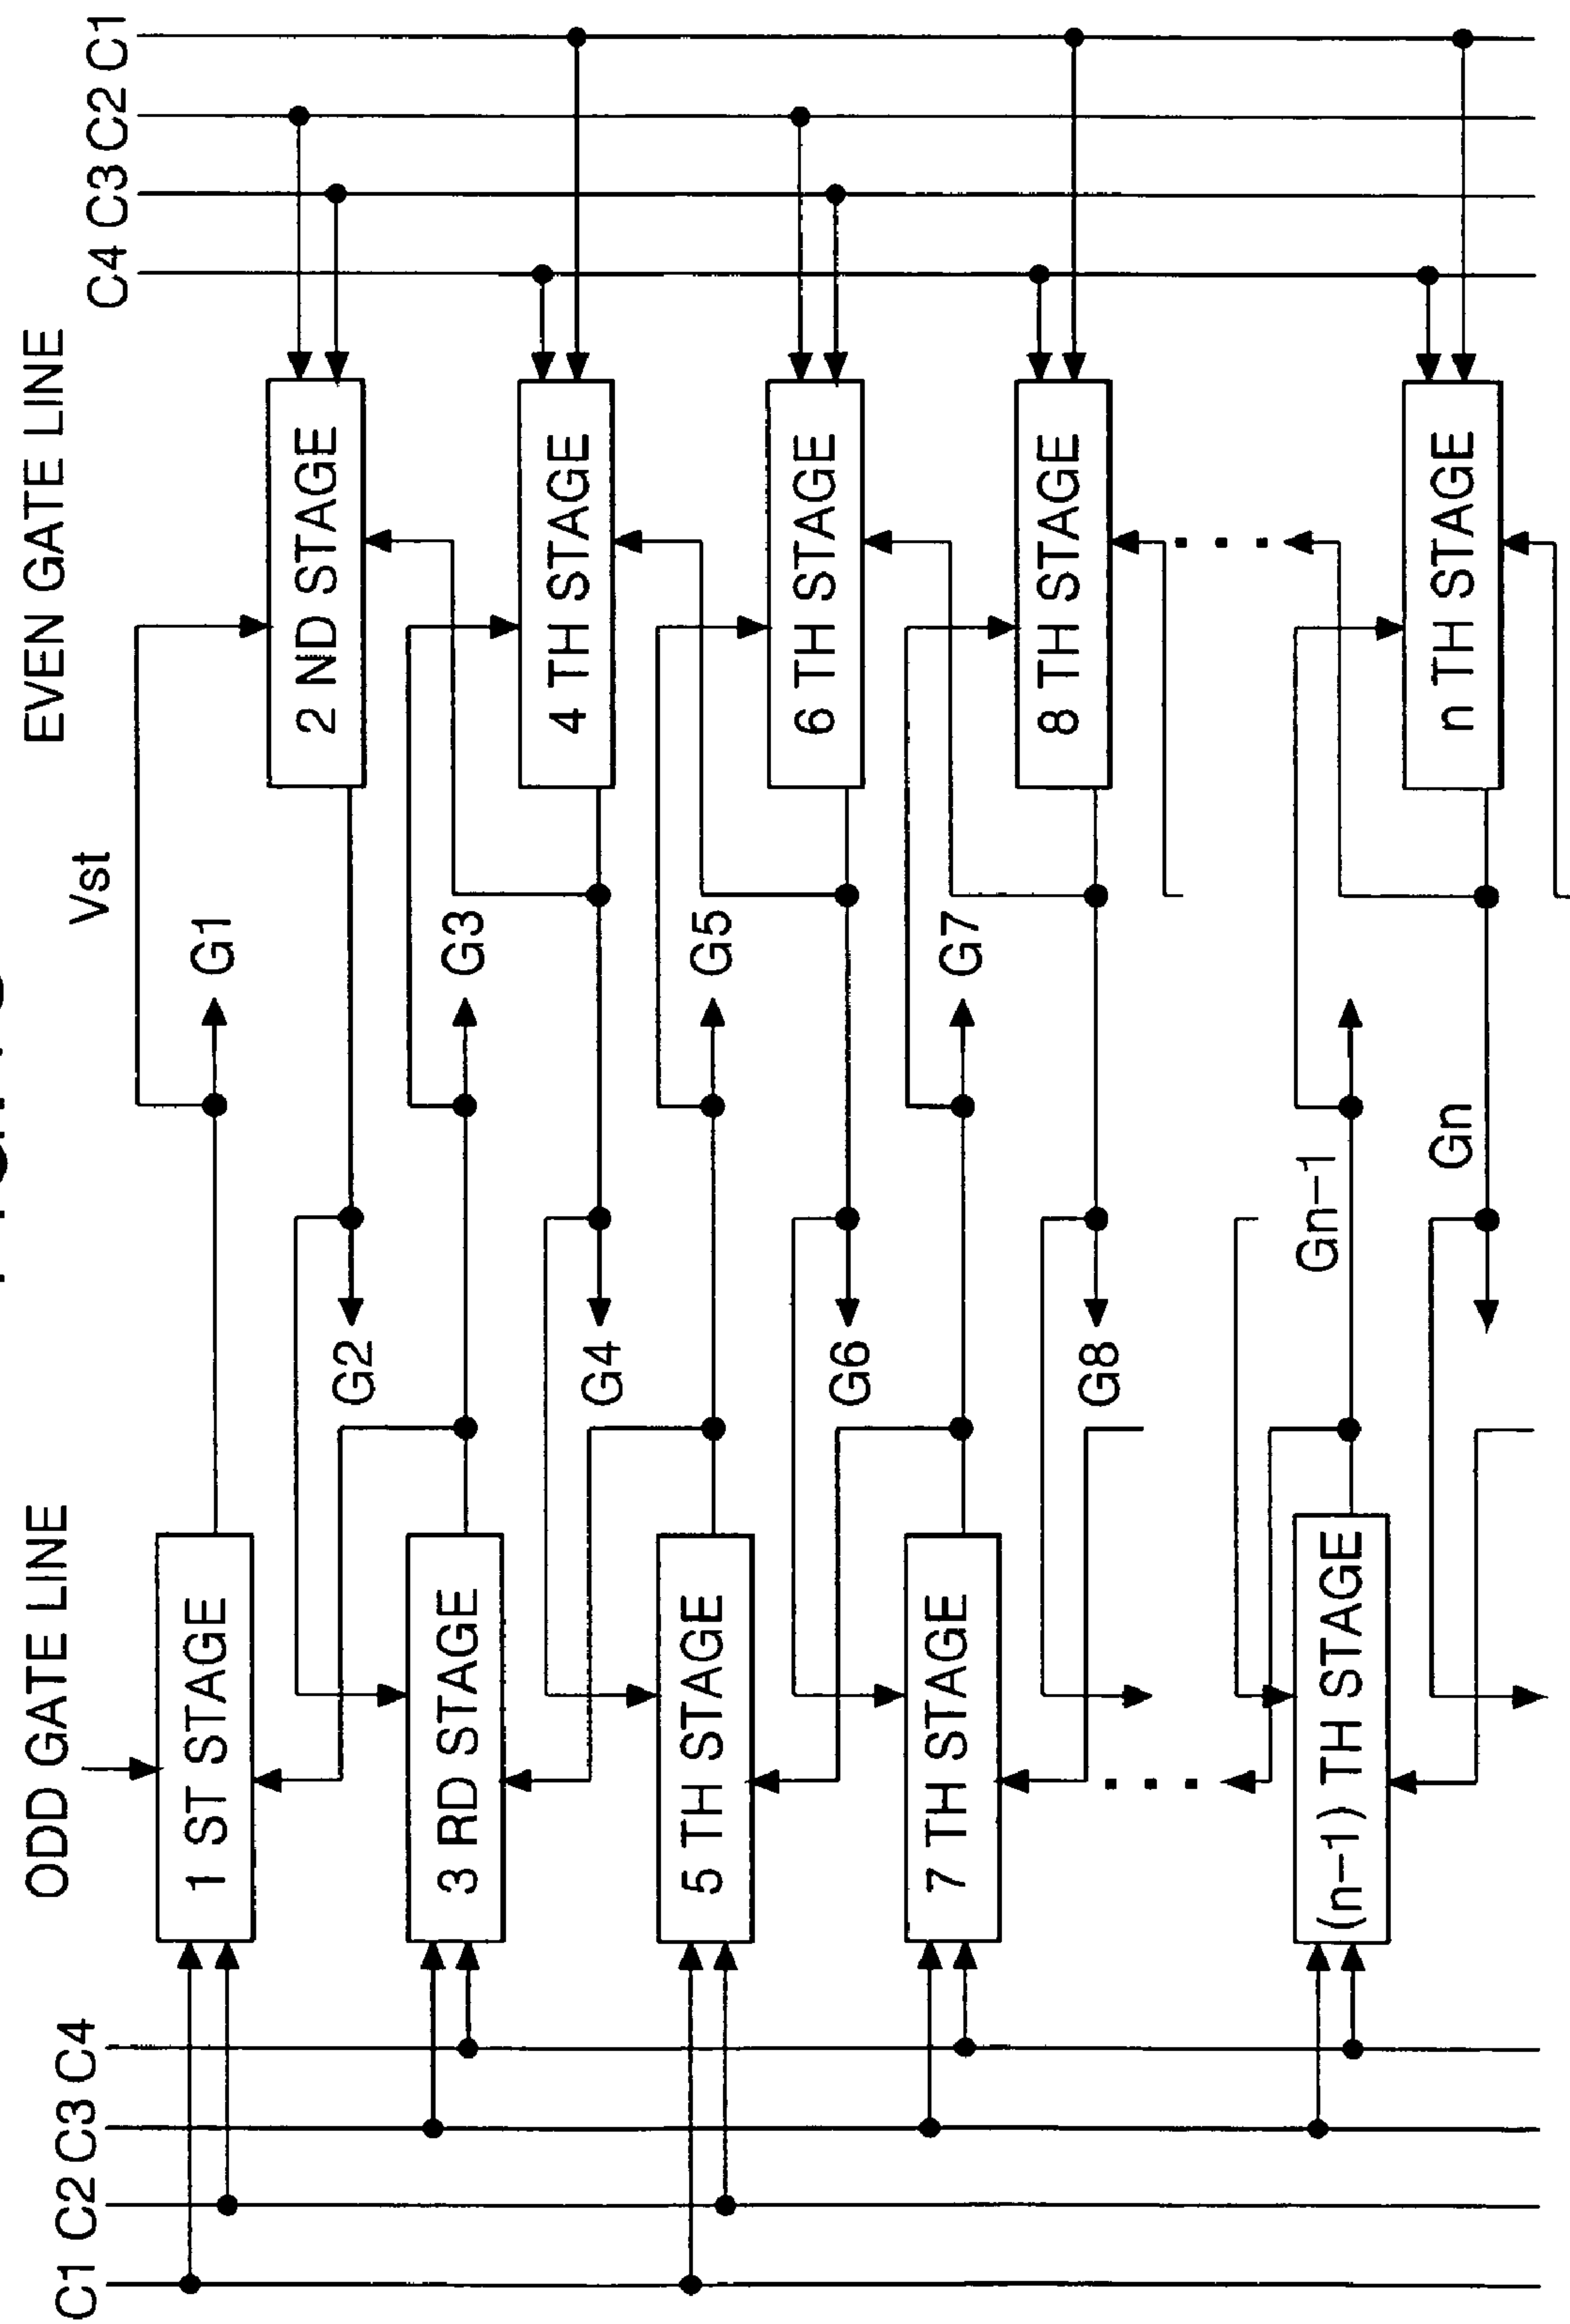 ODD GATE LINE
EVEN GATE LINE
Vst
C1 C2 C3 C4
C4 C3 C2 C1
1 ST STAGE
G1
2 ND STAGE
G2
3 RD STAGE
G3
4 TH STAGE
G4
5 TH STAGE
G5
6 TH STAGE
G6
7 TH STAGE
G7
8 TH STAGE
G8
(n-1) TH STAGE
Gn-1
n TH STAGE
Gn